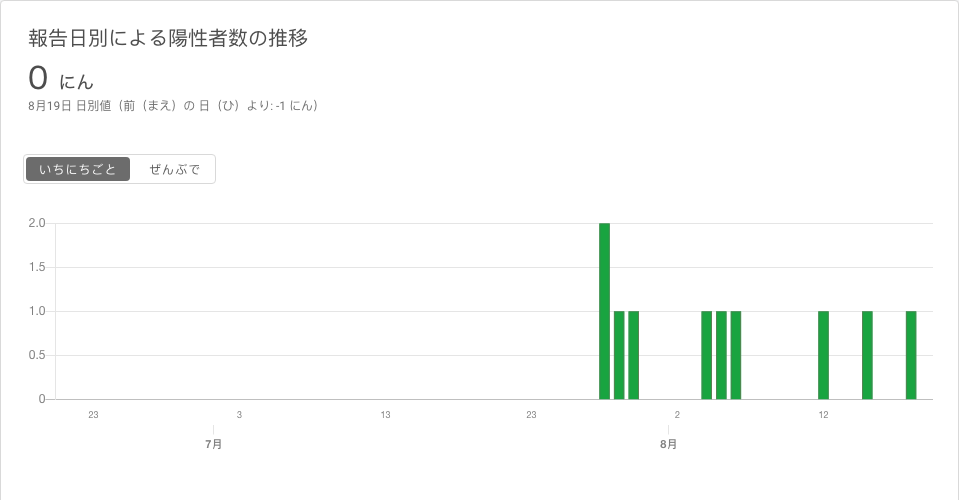 報告日別による陽性者数の推移
0 にん
8月19日 日別値（前（まえ）の 日（ひ）より: -1 にん）
いちにちごと ぜんぶで
2.0
1.5
1.0
0.5
0
23 3 13 23 2 12
7月 8月